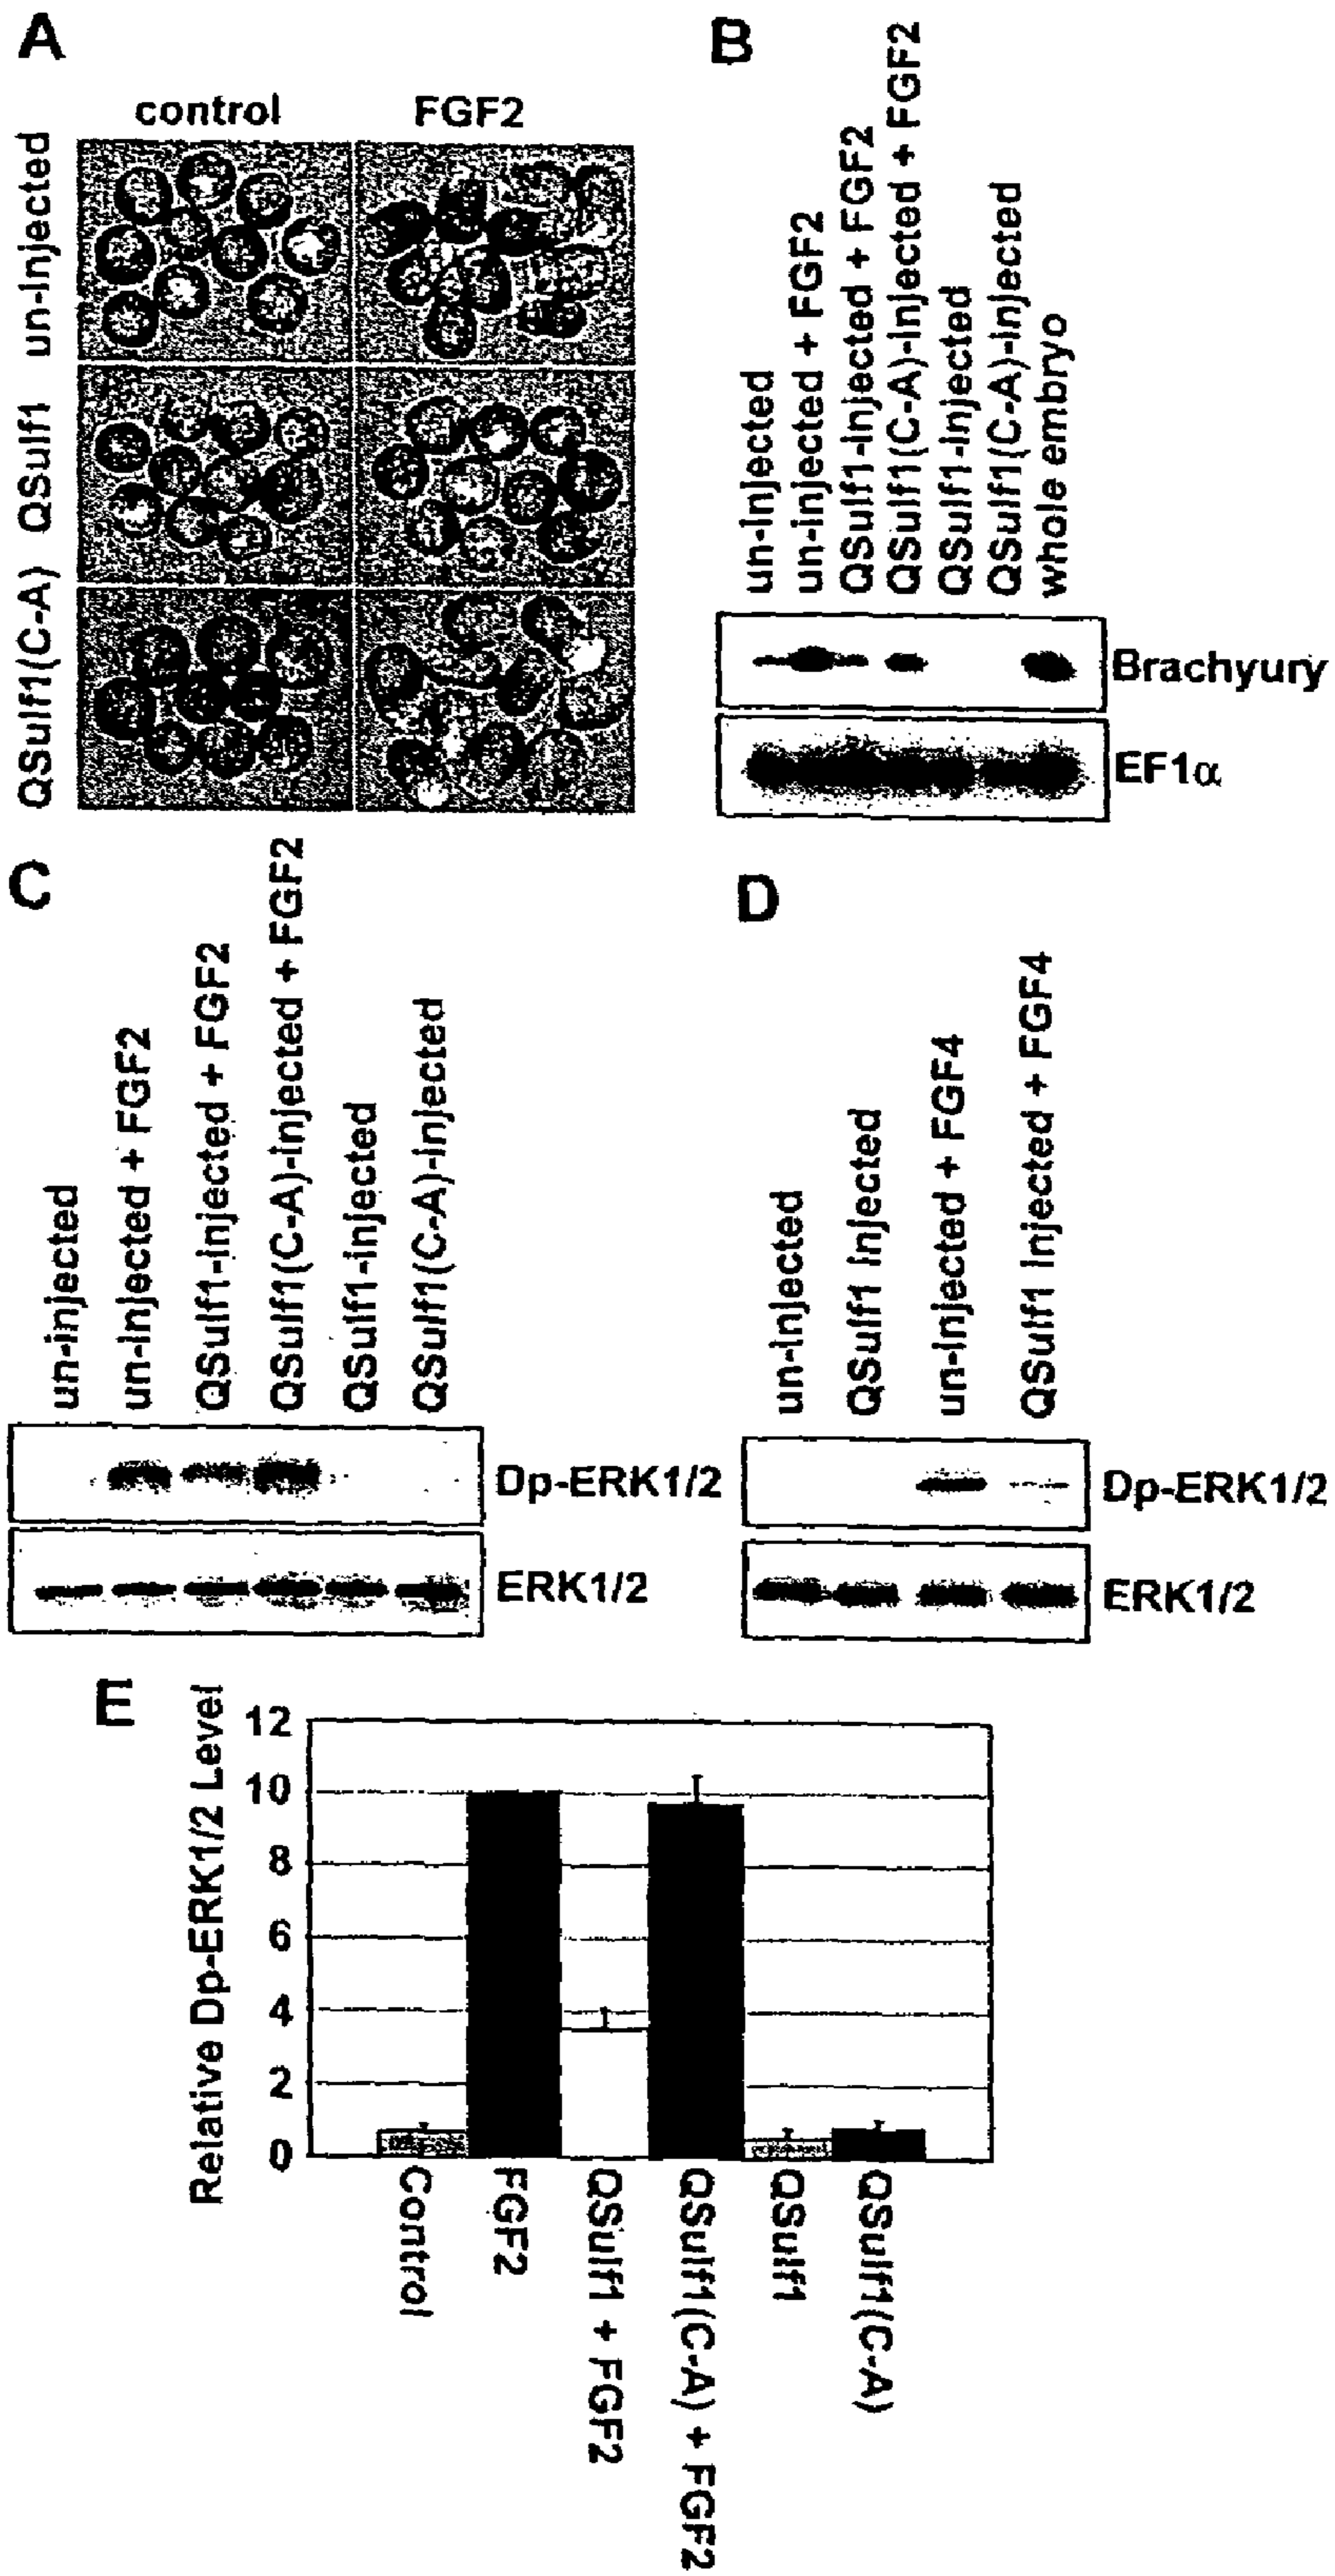 A
control
FGF2
un-injected
QSulf1
QSulf1(C-A)
B
un-injected
un-injected + FGF2
QSulf1-injected + FGF2
QSulf1(C-A)-injected + FGF2
QSulf1-injected
QSulf1(C-A)-injected
whole embryo
Brachyury
EF1α
C
un-injected
un-injected + FGF2
QSulf1-injected + FGF2
QSulf1(C-A)-injected + FGF2
QSulf1-injected
QSulf1(C-A)-injected
Dp-ERK1/2
ERK1/2
D
un-injected
QSulf1 injected
un-injected + FGF4
QSulf1 injected + FGF4
Dp-ERK1/2
ERK1/2
E
Relative Dp-ERK1/2 Level
12
10
8
6
4
2
0
Control
FGF2
QSulf1 + FGF2
QSulf1(C-A) + FGF2
QSulf1
QSulf1(C-A)